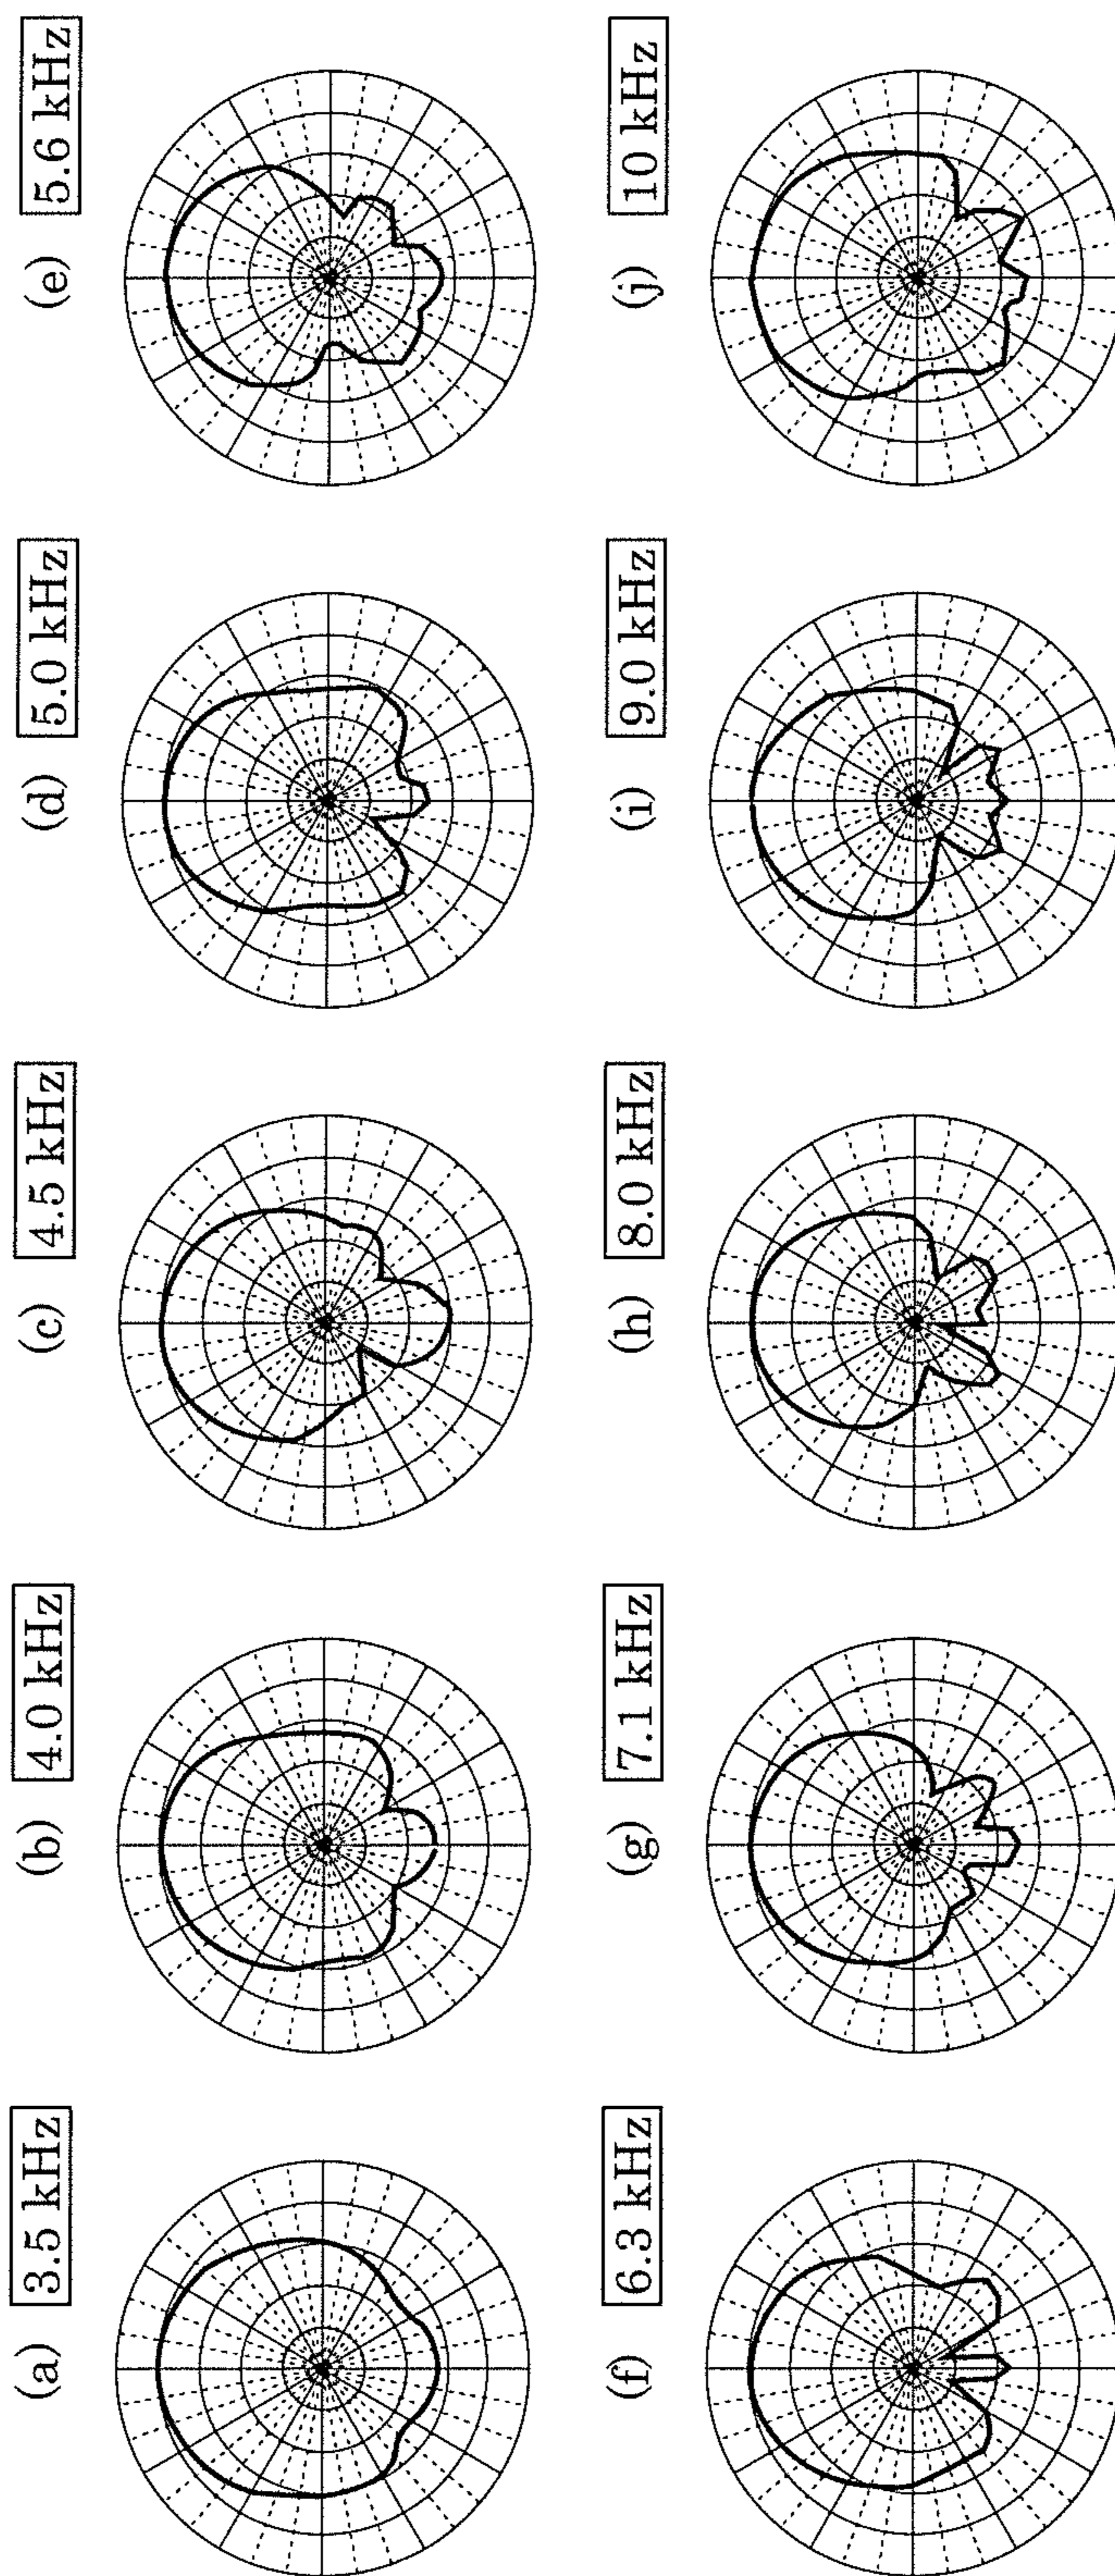 (a) 3.5 kHz
(b) 4.0 kHz
(c) 4.5 kHz
(d) 5.0 kHz
(e) 5.6 kHz
(f) 6.3 kHz
(g) 7.1 kHz
(h) 8.0 kHz
(i) 9.0 kHz
(j) 10 kHz